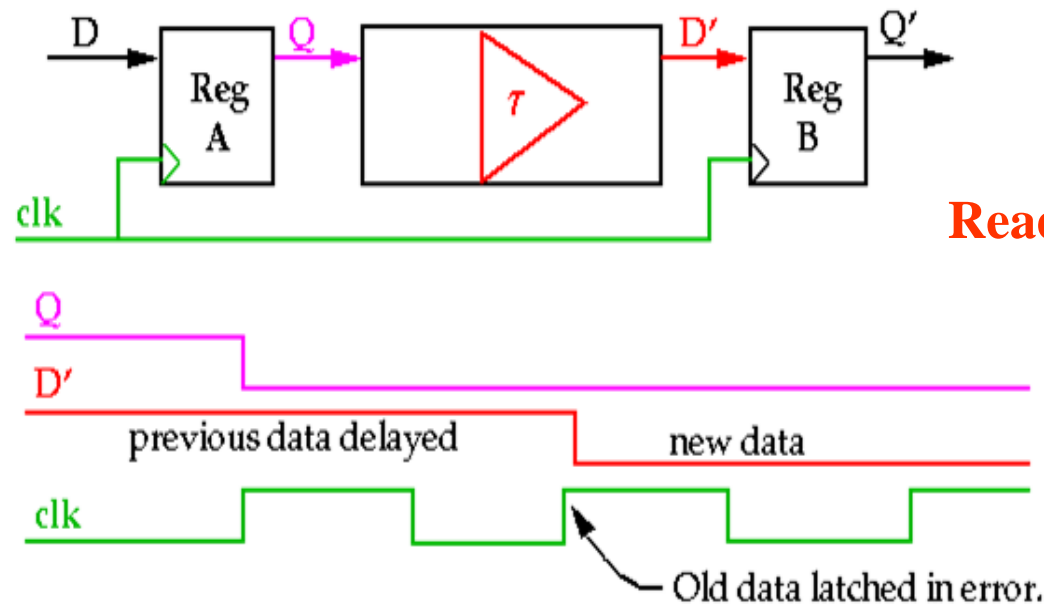 D
Q
D′
Q′
Reg
A
τ
Reg
B
clk
Q
D′
previous data delayed
new data
clk
Old data latched in error.